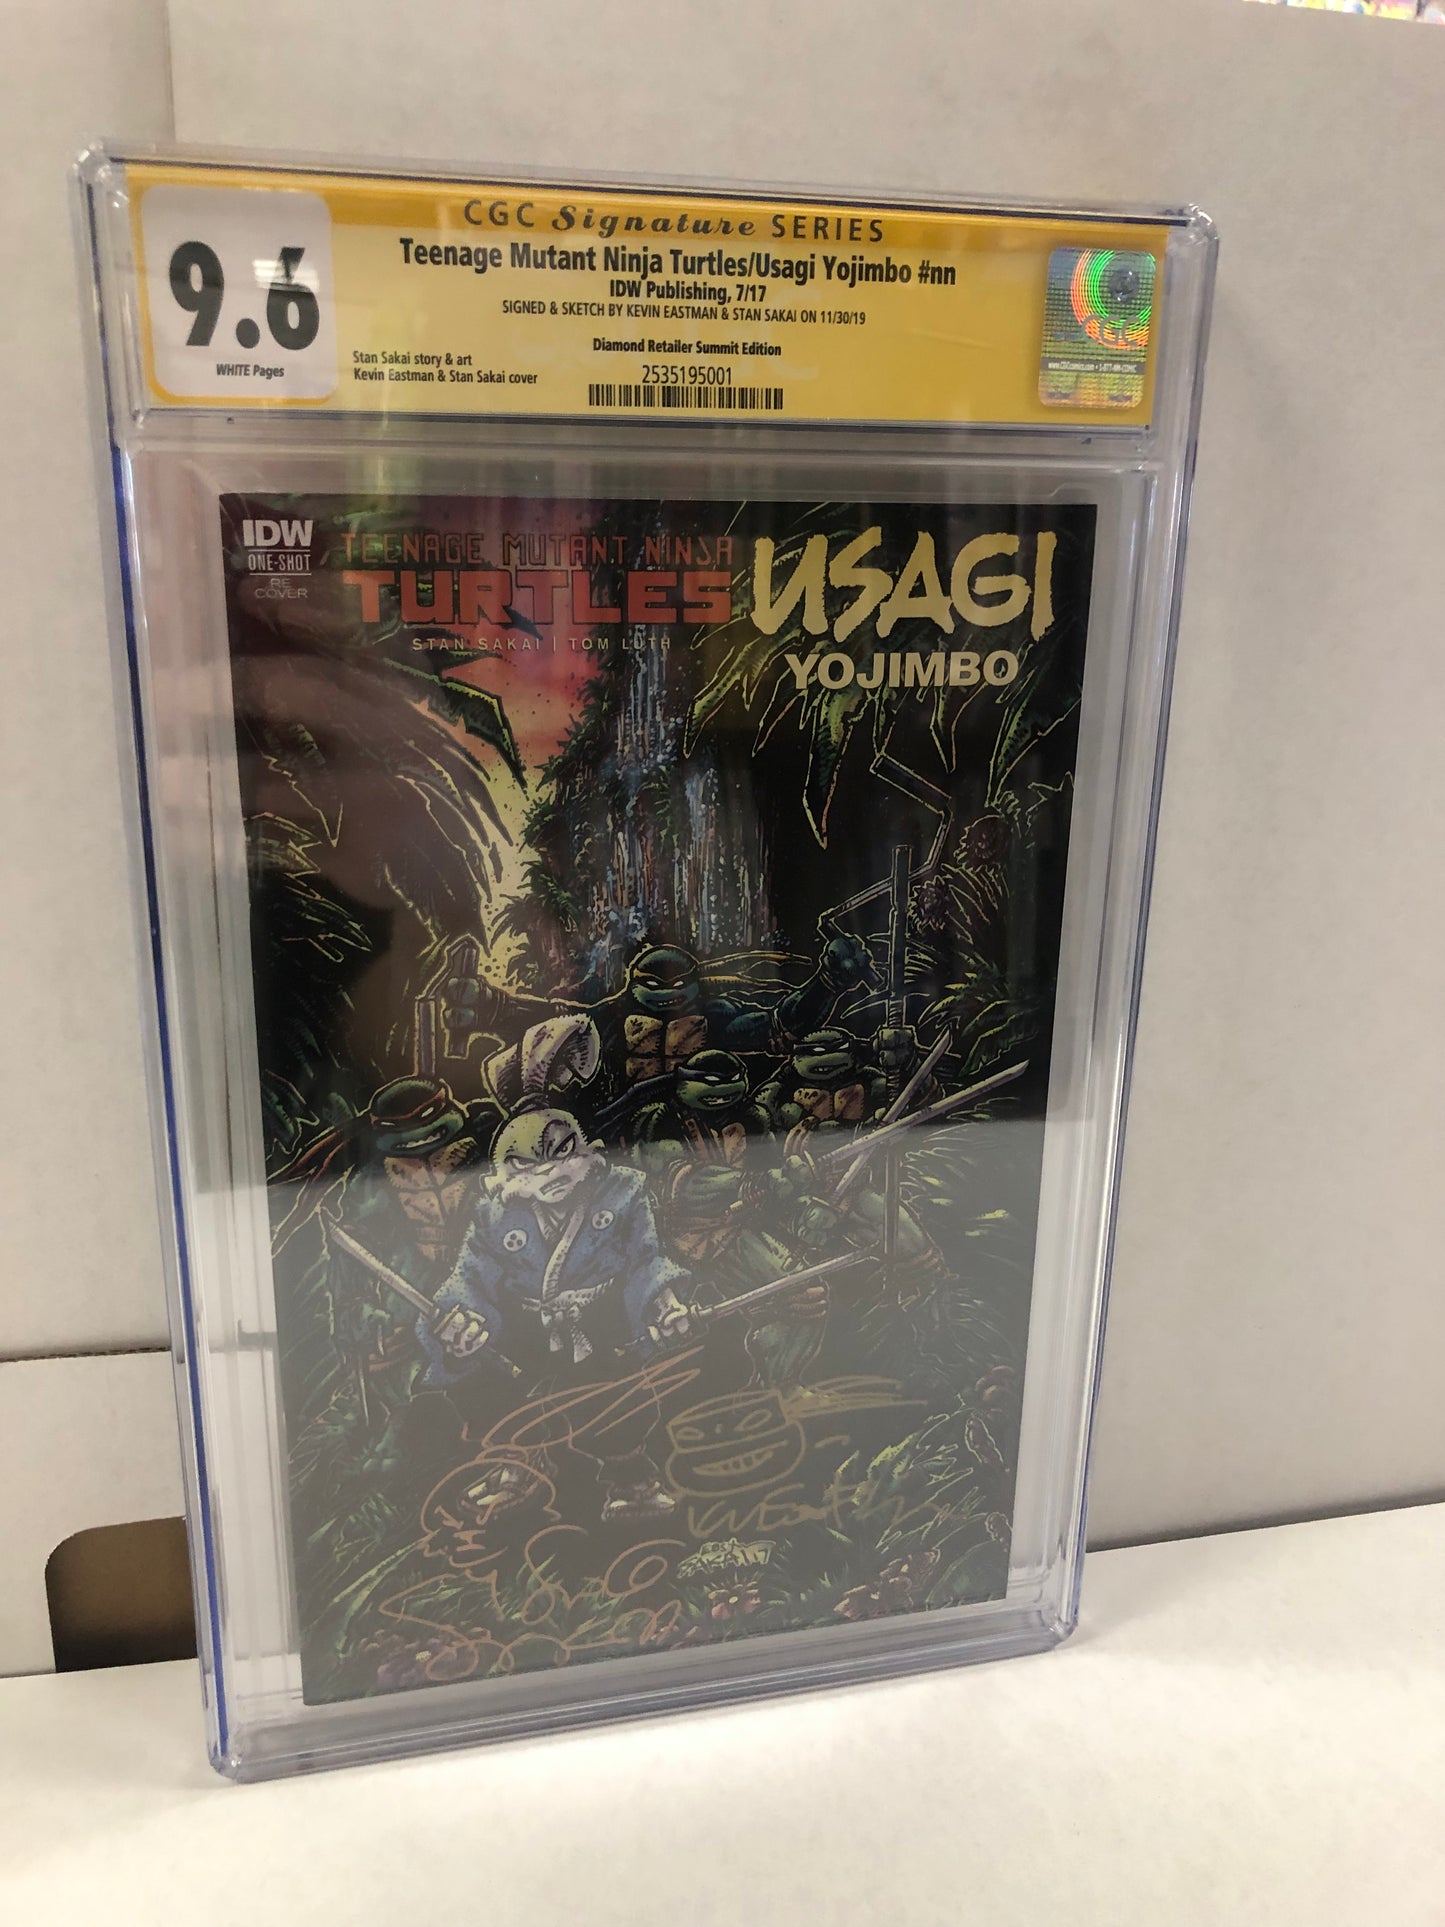 CGC Signature SERIES
9.6
WHITE Pages
Teenage Mutant Ninja Turtles/Usagi Yojimbo #nn
IDW Publishing, 7/17
SIGNED & SKETCH BY KEVIN EASTMAN & STAN SAKAI ON 11/30/19
Diamond Retailer Summit Edition
Stan Sakai story & art
Kevin Eastman & Stan Sakai cover
2535195001
CGC
IDW
ONE-SHOT
RE
COVER
TEENAGE MUTANT NINJA
TURTLES
STAN SAKAI | TOM LUTH
USAGI
YOJIMBO
SAKAI 17